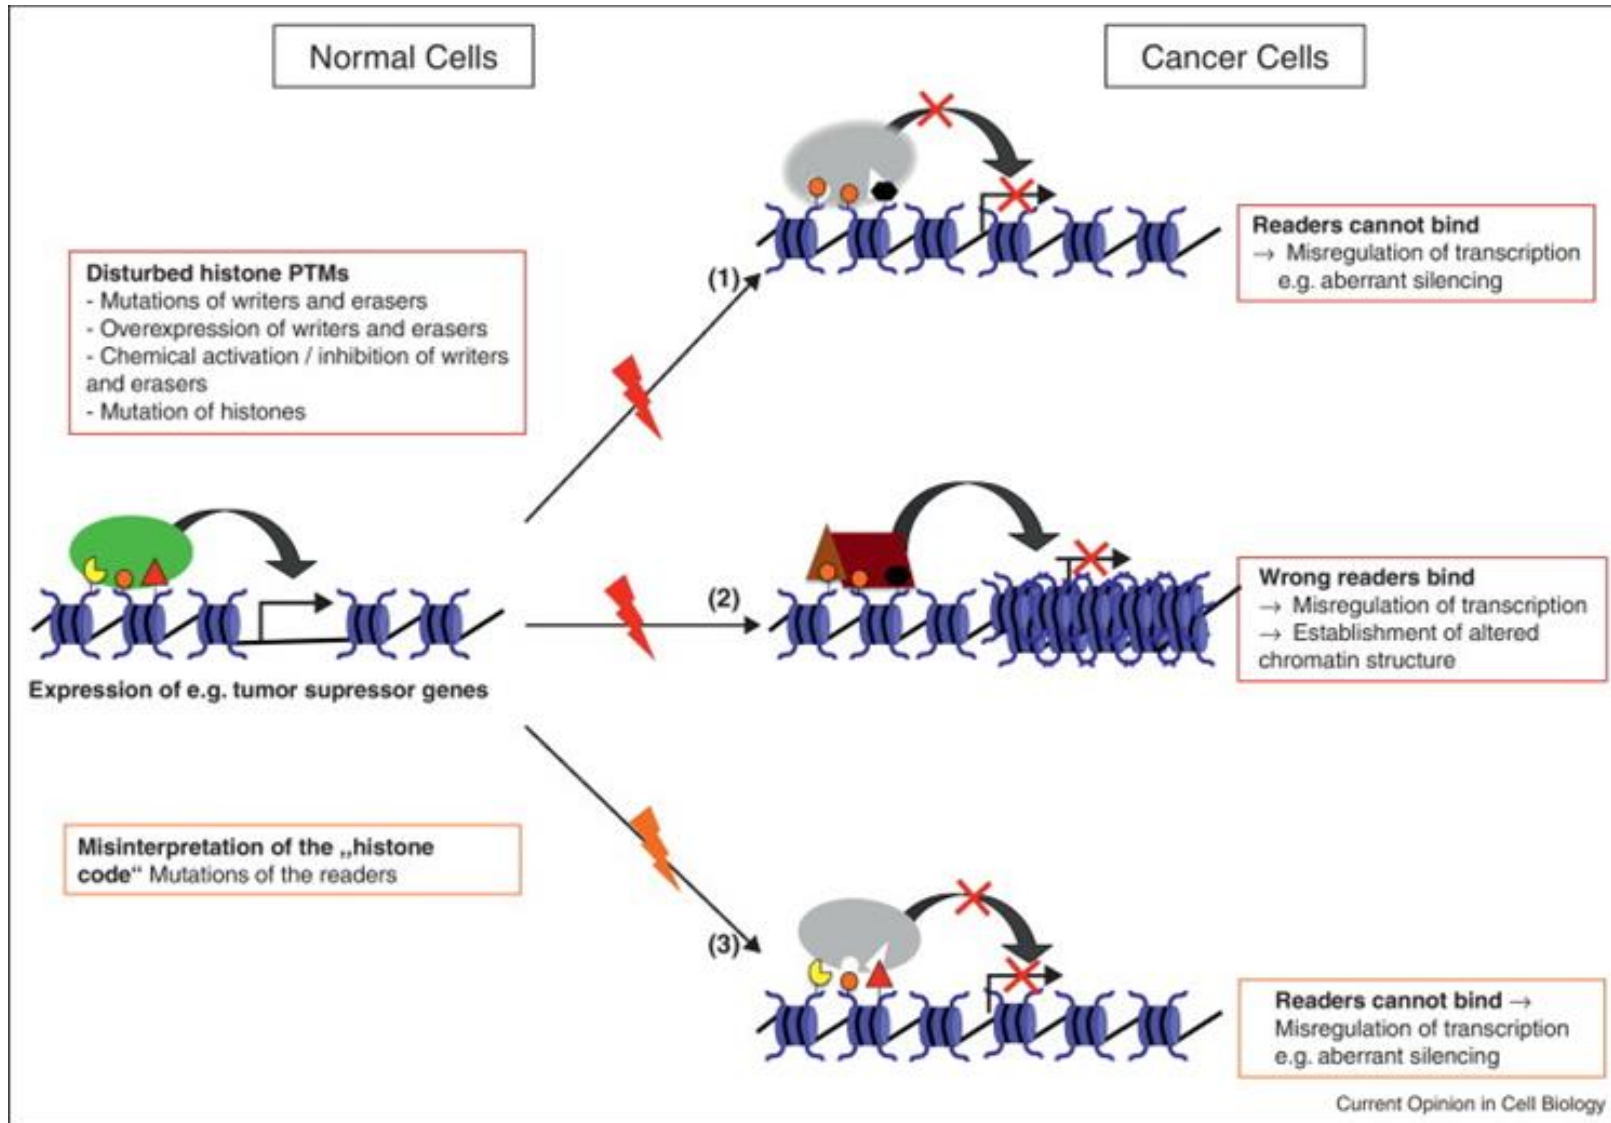 Normal Cells
Cancer Cells
Disturbed histone PTMs
- Mutations of writers and erasers
- Overexpression of writers and erasers
- Chemical activation / inhibition of writers
and erasers
- Mutation of histones
(1)
Readers cannot bind
→ Misregulation of transcription
e.g. aberrant silencing
Expression of e.g. tumor supressor genes
(2)
Wrong readers bind
→ Misregulation of transcription
→ Establishment of altered
chromatin structure
Misinterpretation of the „histone
code“ Mutations of the readers
(3)
Readers cannot bind →
Misregulation of transcription
e.g. aberrant silencing
Current Opinion in Cell Biology